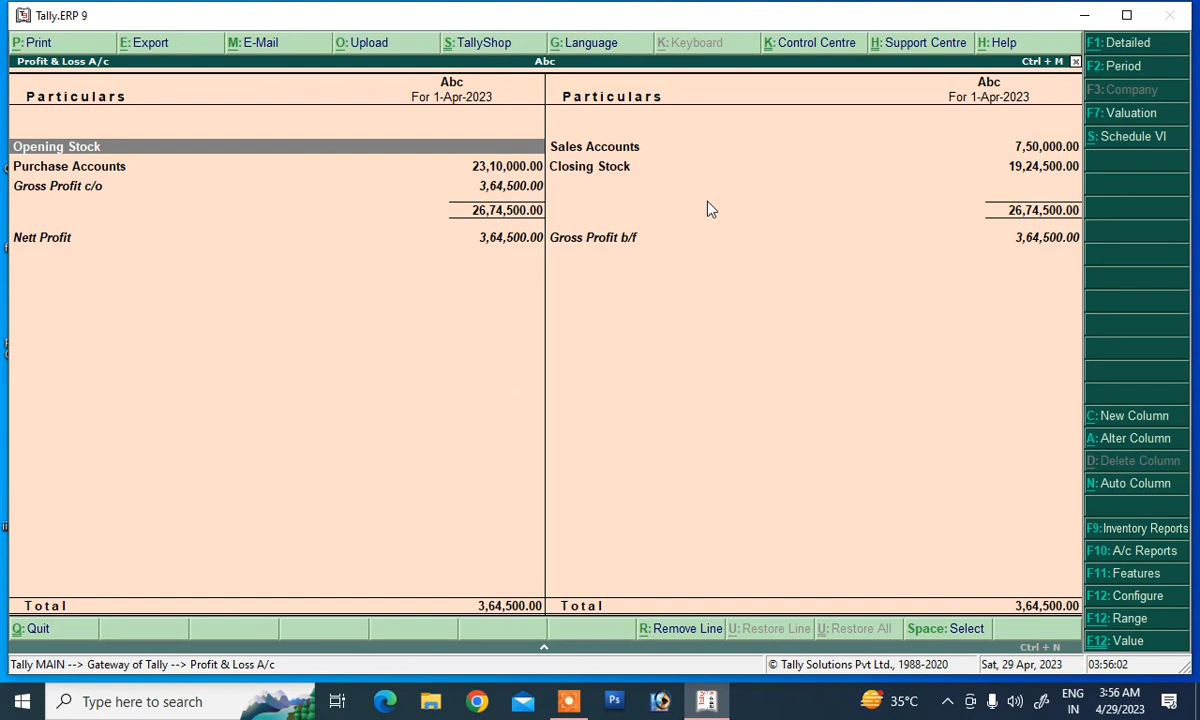 Tally.ERP 9
P: Print
E: Export
M: E-Mail
O: Upload
S: TallyShop
G: Language
K: Keyboard
K: Control Centre
H: Support Centre
H: Help
Profit & Loss A/c
Abc
Ctrl + M
Particulars
Abc
For 1-Apr-2023
Particulars
Abc
For 1-Apr-2023
Opening Stock
Sales Accounts 7,50,000.00
Purchase Accounts 23,10,000.00
Closing Stock 19,24,500.00
Gross Profit c/o 3,64,500.00
26,74,500.00
26,74,500.00
Nett Profit 3,64,500.00
Gross Profit b/f 3,64,500.00
Total 3,64,500.00
Total 3,64,500.00
F1: Detailed
F2: Period
F3: Company
F7: Valuation
S: Schedule VI
C: New Column
A: Alter Column
D: Delete Column
N: Auto Column
F9: Inventory Reports
F10: A/c Reports
F11: Features
F12: Configure
F12: Range
F12: Value
Q: Quit
R: Remove Line
U: Restore Line
U: Restore All
Space: Select
Ctrl + N
Tally MAIN --> Gateway of Tally --> Profit & Loss A/c
© Tally Solutions Pvt Ltd., 1988-2020
Sat, 29 Apr, 2023
03:56:02
Type here to search
Ps
35°C
ENG
IN
3:56 AM
4/29/2023